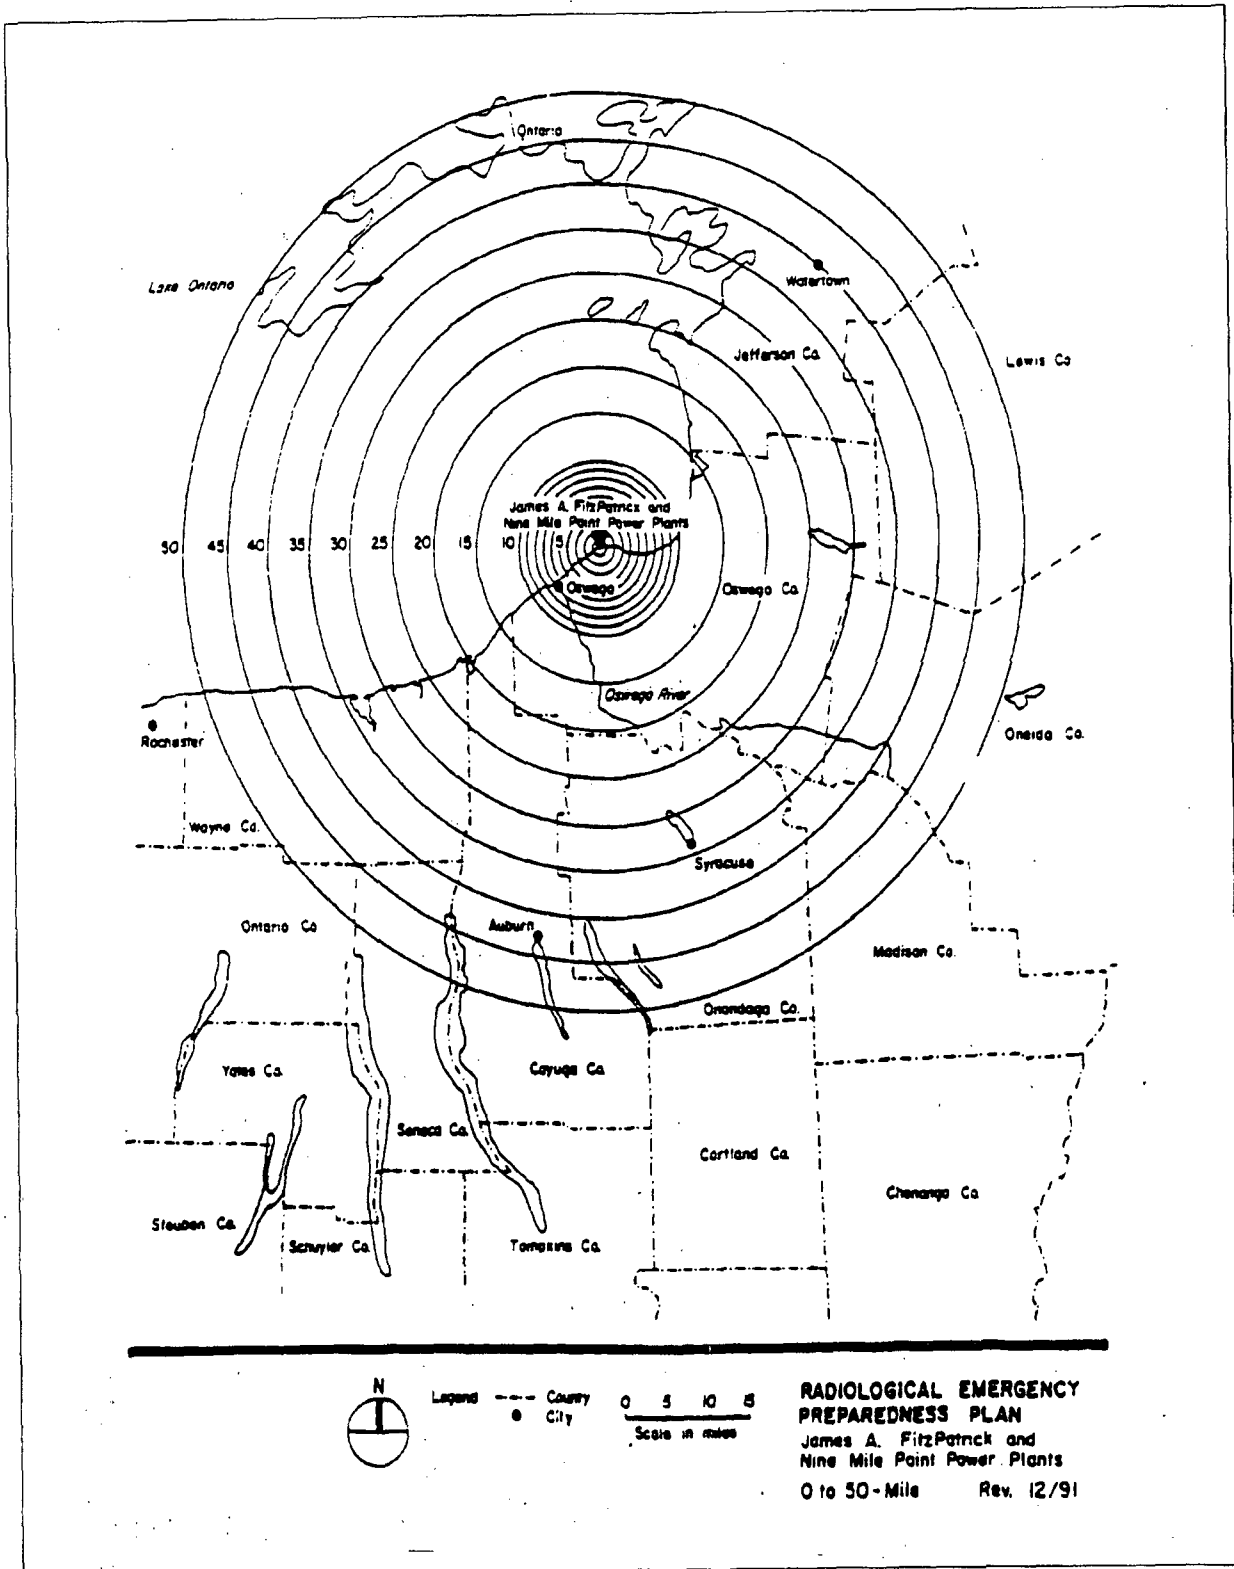 Ontario
Lake Ontario
Watertown
Jefferson Co.
Lewis Co
James A. FitzPatrick and
Nine Mile Point Power Plants
50 45 40 35 30 25 20 15 10 5
Oswego
Oswego Co.
Oswego River
Rochester
Oneida Co.
Wayne Co.
Syracuse
Auburn
Ontario Co
Madison Co.
Onondaga Co.
Yates Co.
Cayuga Co.
Seneca Co.
Cortland Co.
Chenango Co.
Steuben Co.
Schuyler Co.
Tompkins Co.
N
Legend --- County
City
0 5 10 15
Scale in miles
RADIOLOGICAL EMERGENCY
PREPAREDNESS PLAN
James A. FitzPatrick and
Nine Mile Point Power Plants
0 to 50-Mile Rev. 12/91